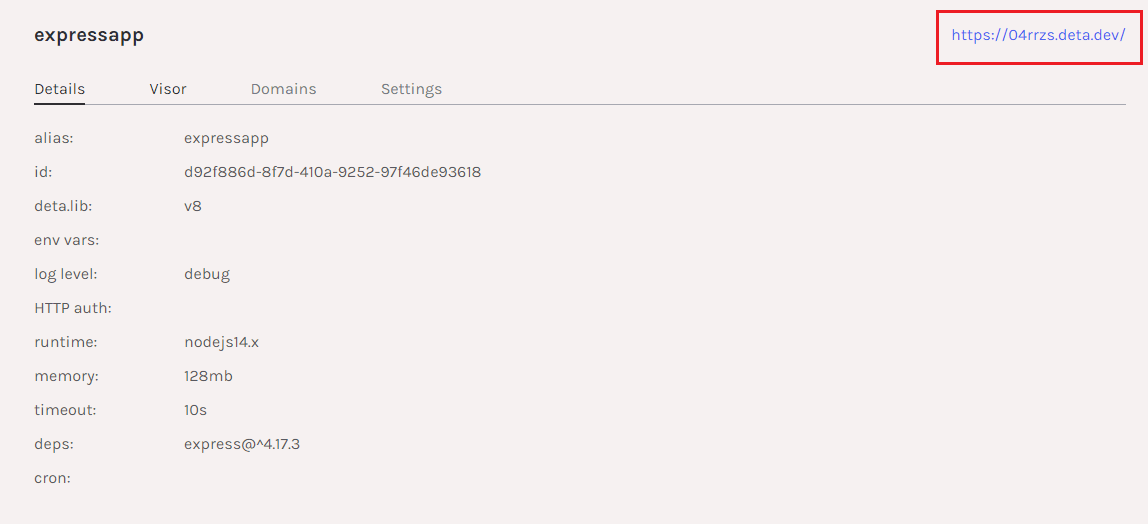 expressapp https://04rrzs.deta.dev/
Details Visor Domains Settings
alias: expressapp
id: d92f886d-8f7d-410a-9252-97f46de93618
deta.lib: v8
env vars:
log level: debug
HTTP auth:
runtime: nodejs14.x
memory: 128mb
timeout: 10s
deps: express@^4.17.3
cron: